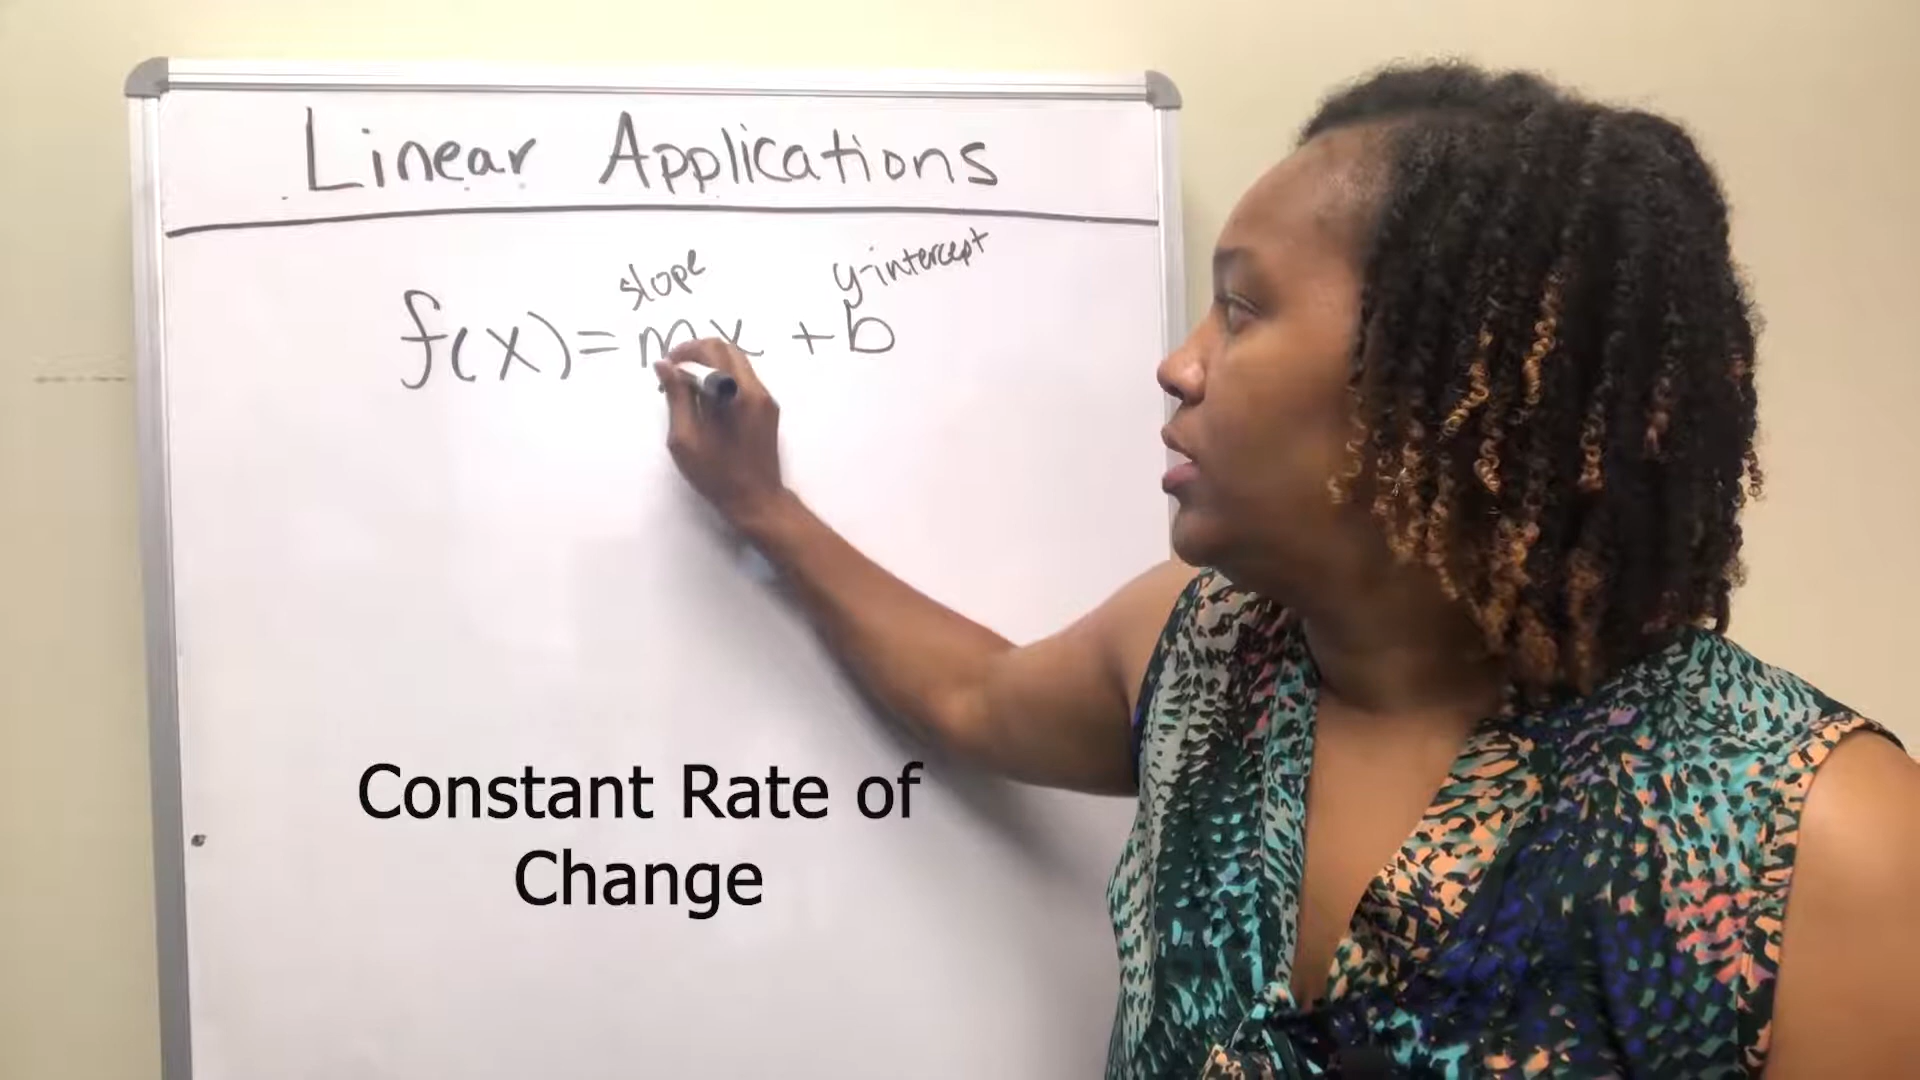 Linear Applications
slope y-intercept
f(x)=mx +b
Constant Rate of
Change